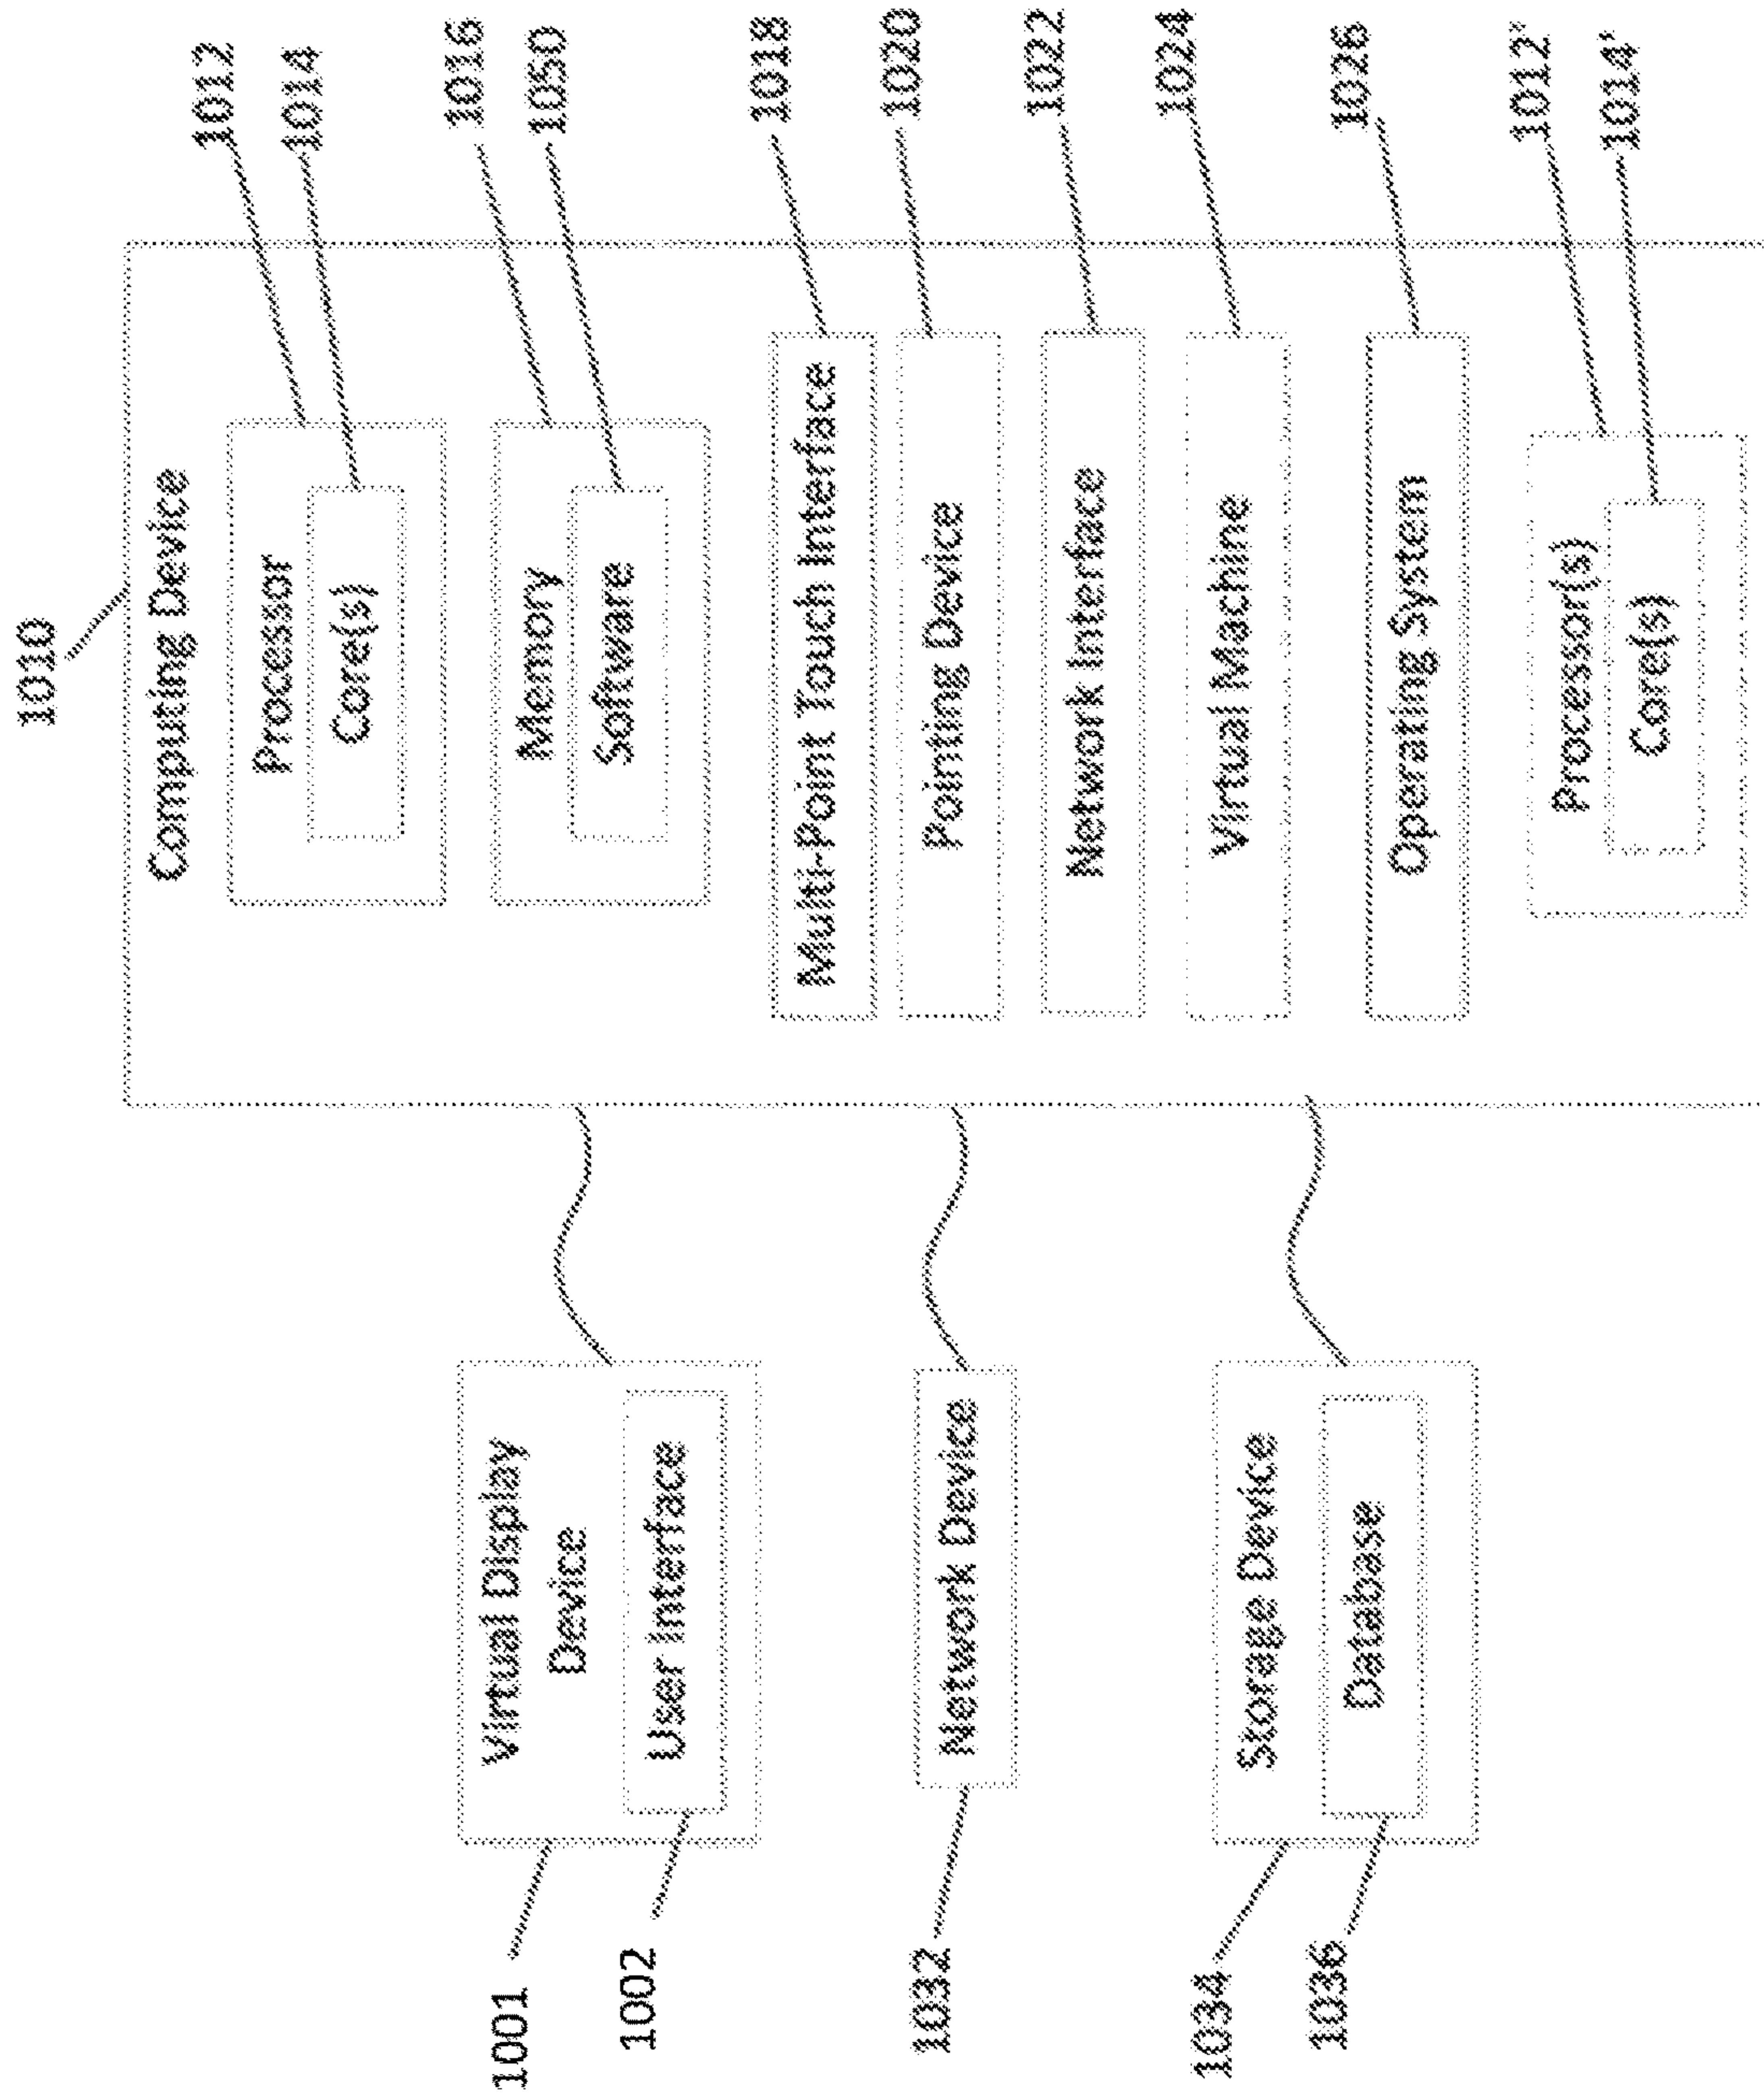 1010
Computing Device
Processor
1012
Core(s)
1014
Memory
1016
Software
1050
Multi-Point Touch Interface
1018
Pointing Device
1020
Network Interface
1022
Virtual Machine
1024
Operating System
1026
Processor(s)
1012'
Core(s)
1014'
Virtual Display
Device
1001
User Interface
1002
Network Device
1032
Storage Device
1034
Database
1036